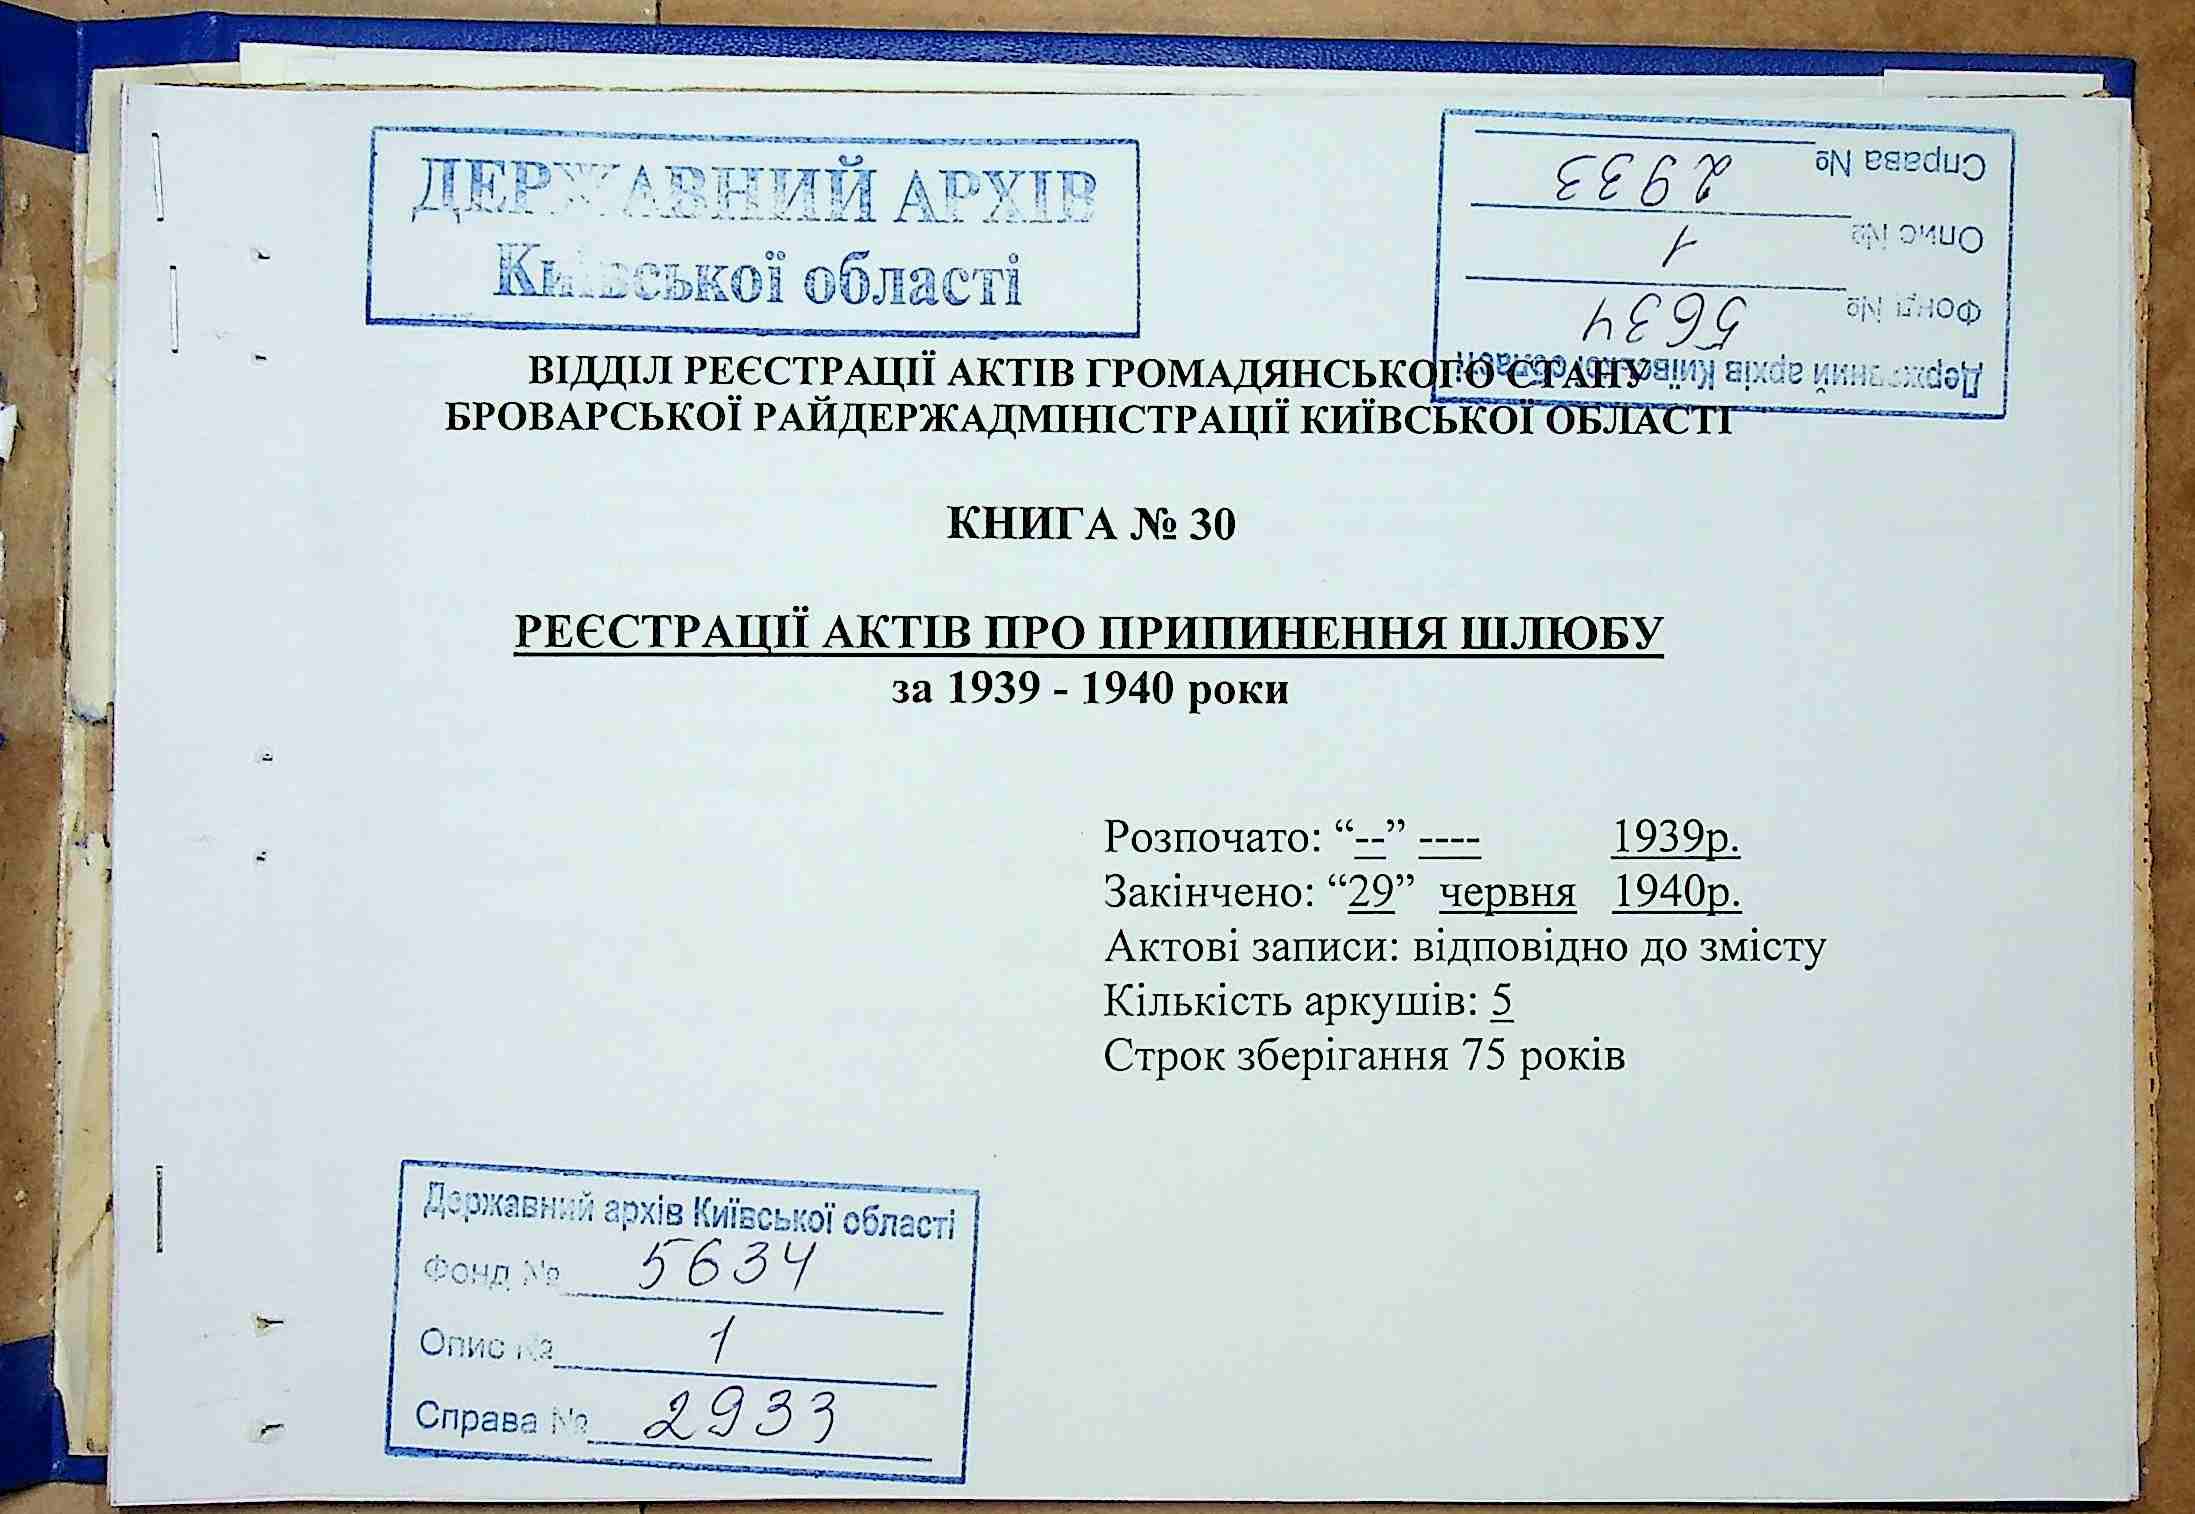 ДЕРЖАВНИЙ АРХІВ
Київської області
Державний архів Київської області
Фонд № 5634
Опис № 1
Справа № 2933
ВІДДІЛ РЕЄСТРАЦІЇ АКТІВ ГРОМАДЯНСЬКОГО СТАНУ
БРОВАРСЬКОЇ РАЙДЕРЖАДМІНІСТРАЦІЇ КИЇВСЬКОЇ ОБЛАСТІ
КНИГА № 30
РЕЄСТРАЦІЇ АКТІВ ПРО ПРИПИНЕННЯ ШЛЮБУ
за 1939 - 1940 роки
Розпочато: “--” ---- 1939р.
Закінчено: “29” червня 1940р.
Актові записи: відповідно до змісту
Кількість аркушів: 5
Строк зберігання 75 років
Державний архів Київської області
Фонд № 5634
Опис № 1
Справа № 2933